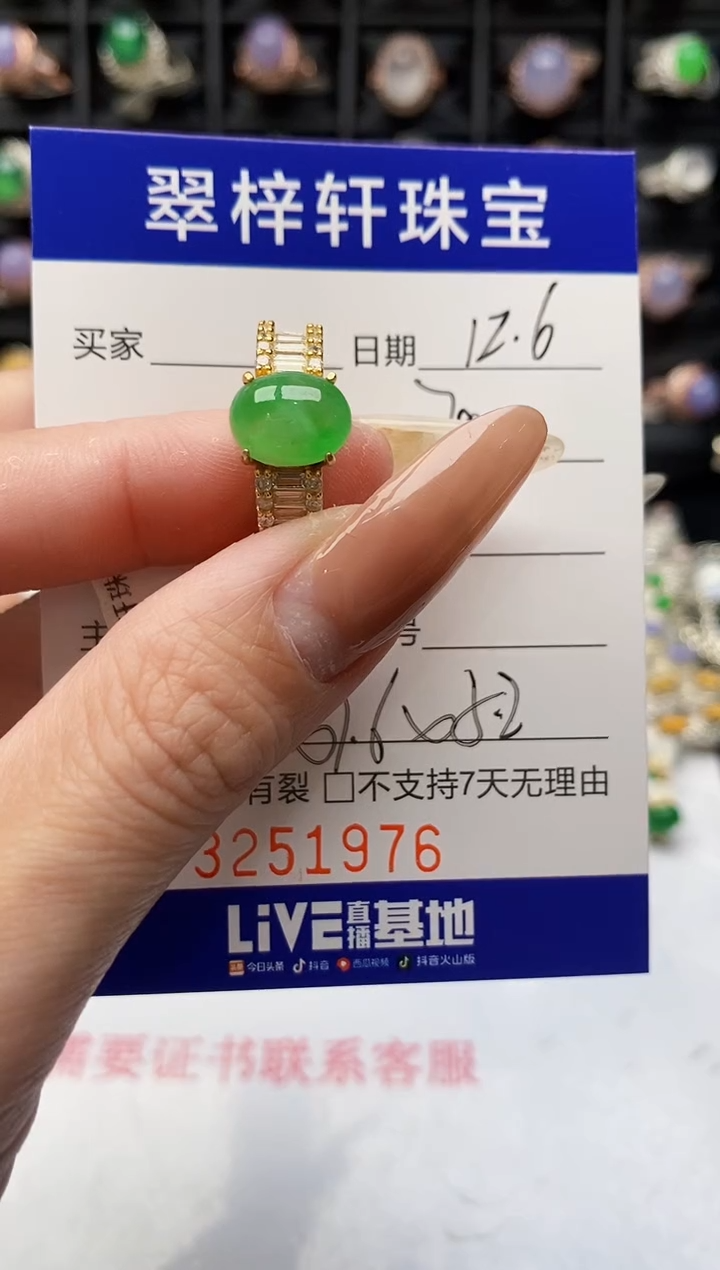 翠梓轩珠宝
买家 日期 12.6
号
有裂 □不支持7天无理由
3251976
LiVE直播基地
今日头条 抖音 西瓜视频 抖音火山版
需要证书联系客服